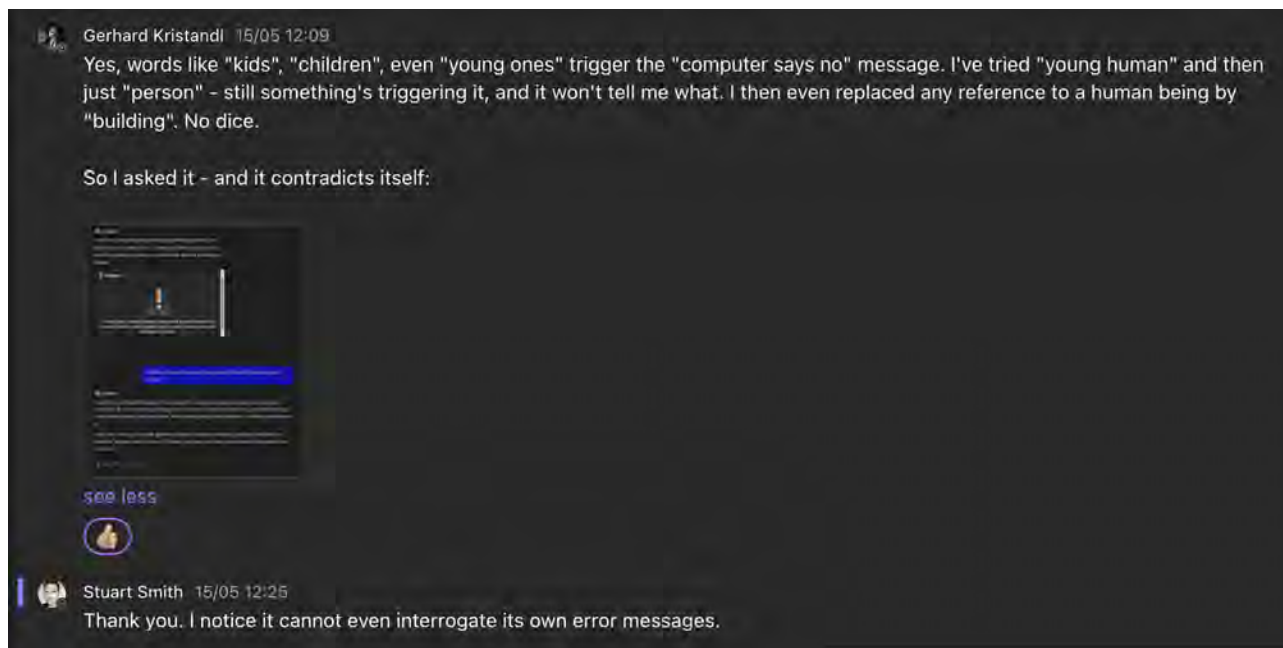 Gerhard Kristandl 15/05 12:09
Yes, words like "kids", "children", even "young ones" trigger the "computer says no" message. I've tried "young human" and then
just "person" - still something's triggering it, and it won't tell me what. I then even replaced any reference to a human being by
"building". No dice.
So I asked it - and it contradicts itself:
see less
Stuart Smith 15/05 12:25
Thank you. I notice it cannot even interrogate its own error messages.